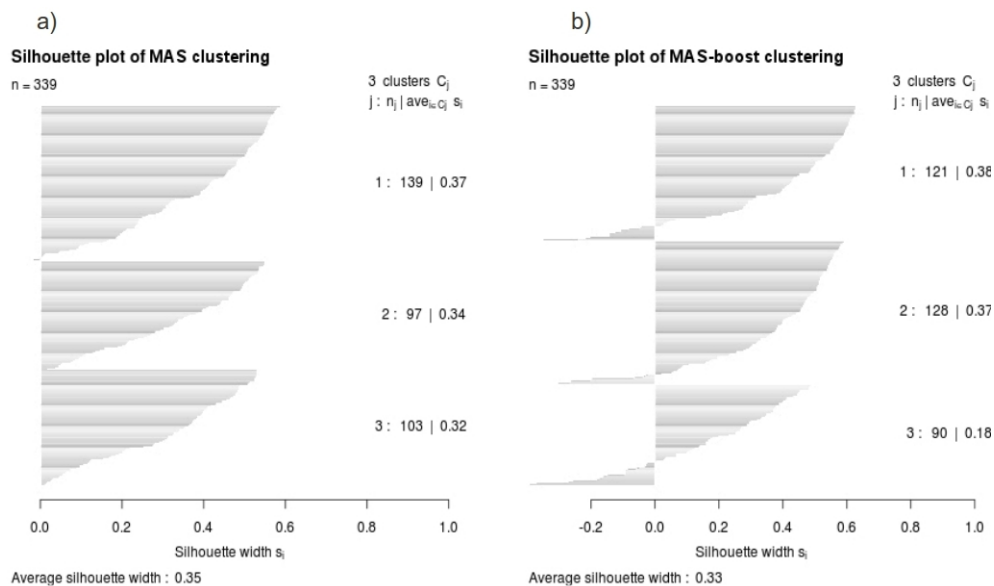 a)
Silhouette plot of MAS clustering
n = 339
3 clusters Cj
j : nj | avei∈Cj si
1 : 139 | 0.37
2 : 97 | 0.34
3 : 103 | 0.32
0.0 0.2 0.4 0.6 0.8 1.0
Silhouette width si
Average silhouette width : 0.35
b)
Silhouette plot of MAS-boost clustering
n = 339
3 clusters Cj
j : nj | avei∈Cj si
1 : 121 | 0.38
2 : 128 | 0.37
3 : 90 | 0.18
-0.2 0.0 0.2 0.4 0.6 0.8 1.0
Silhouette width si
Average silhouette width : 0.33